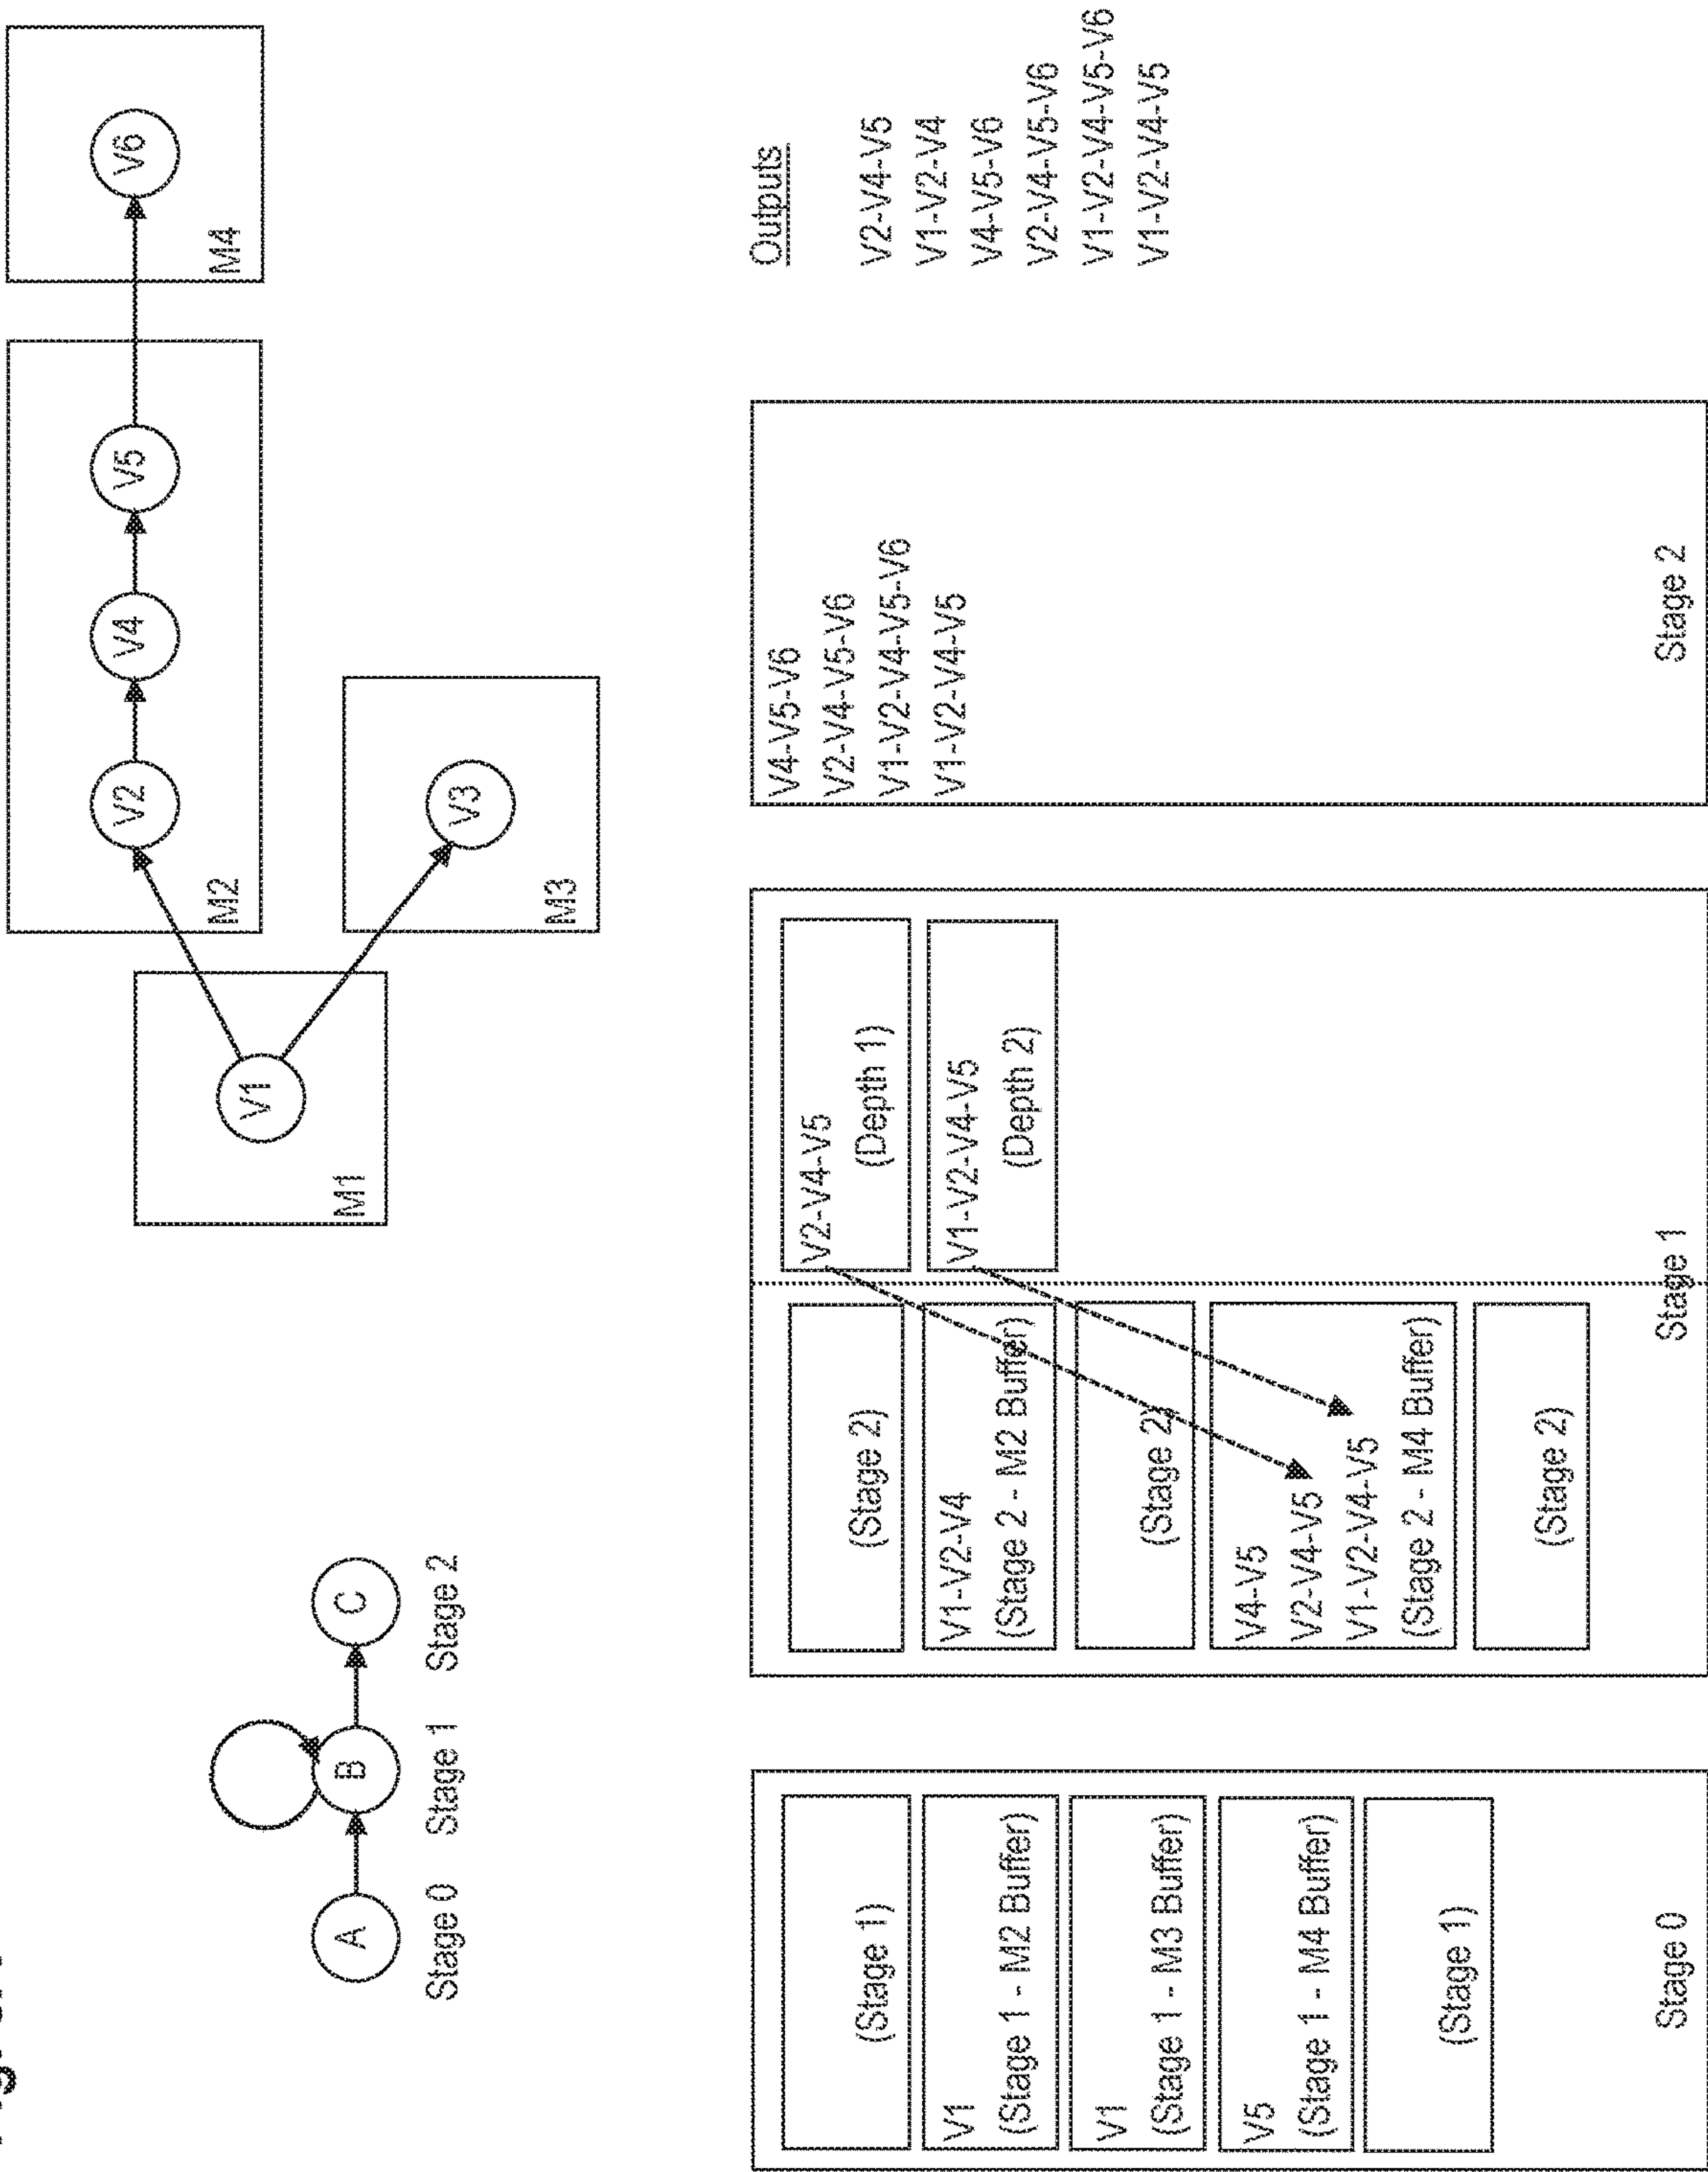 A
B
C
Stage 0
Stage 1
Stage 2
V1
M1
V2
V4
V5
M2
V6
M4
V3
M3
(Stage 1)
V1
(Stage 1 - M2 Buffer)
V1
(Stage 1 - M3 Buffer)
V5
(Stage 1 - M4 Buffer)
(Stage 1)
Stage 0
(Stage 2)
V1-V2-V4
(Stage 2 - M2 Buffer)
(Stage 2)
V4-V5
V2-V4-V5
V1-V2-V4-V5
(Stage 2 - M4 Buffer)
(Stage 2)
V2-V4-V5
(Depth 1)
V1-V2-V4-V5
(Depth 2)
Stage 1
V4-V5-V6
V2-V4-V5-V6
V1-V2-V4-V5-V6
V1-V2-V4-V5
Stage 2
Outputs
V2-V4-V5
V1-V2-V4
V4-V5-V6
V2-V4-V5-V6
V1-V2-V4-V5-V6
V1-V2-V4-V5